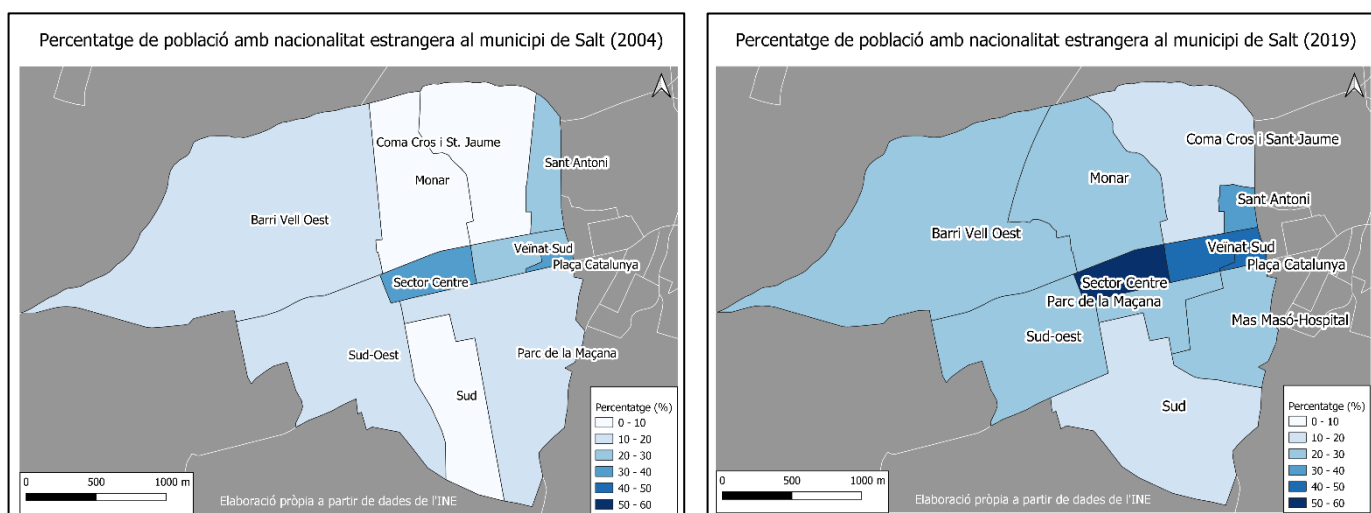 Percentatge de població amb nacionalitat estrangera al municipi de Salt (2004)
Coma Cros i St. Jaume
Sant Antoni
Monar
Barri Vell Oest
Veïnat-Sud
Plaça Catalunya
Sector Centre
Sud-Oest
Parc de la Maçana
Sud
Percentatge (%)
0 - 10
10 - 20
20 - 30
30 - 40
40 - 50
50 - 60
0 500 1000 m
Elaboració pròpia a partir de dades de l'INE
Percentatge de població amb nacionalitat estrangera al municipi de Salt (2019)
Coma Cros i Sant Jaume
Monar
Sant Antoni
Barri Vell Oest
Veïnat-Sud
Plaça Catalunya
Sector Centre
Parc de la Maçana
Mas Masó-Hospital
Sud-oest
Sud
Percentatge (%)
0 - 10
10 - 20
20 - 30
30 - 40
40 - 50
50 - 60
0 500 1000 m
Elaboració pròpia a partir de dades de l'INE